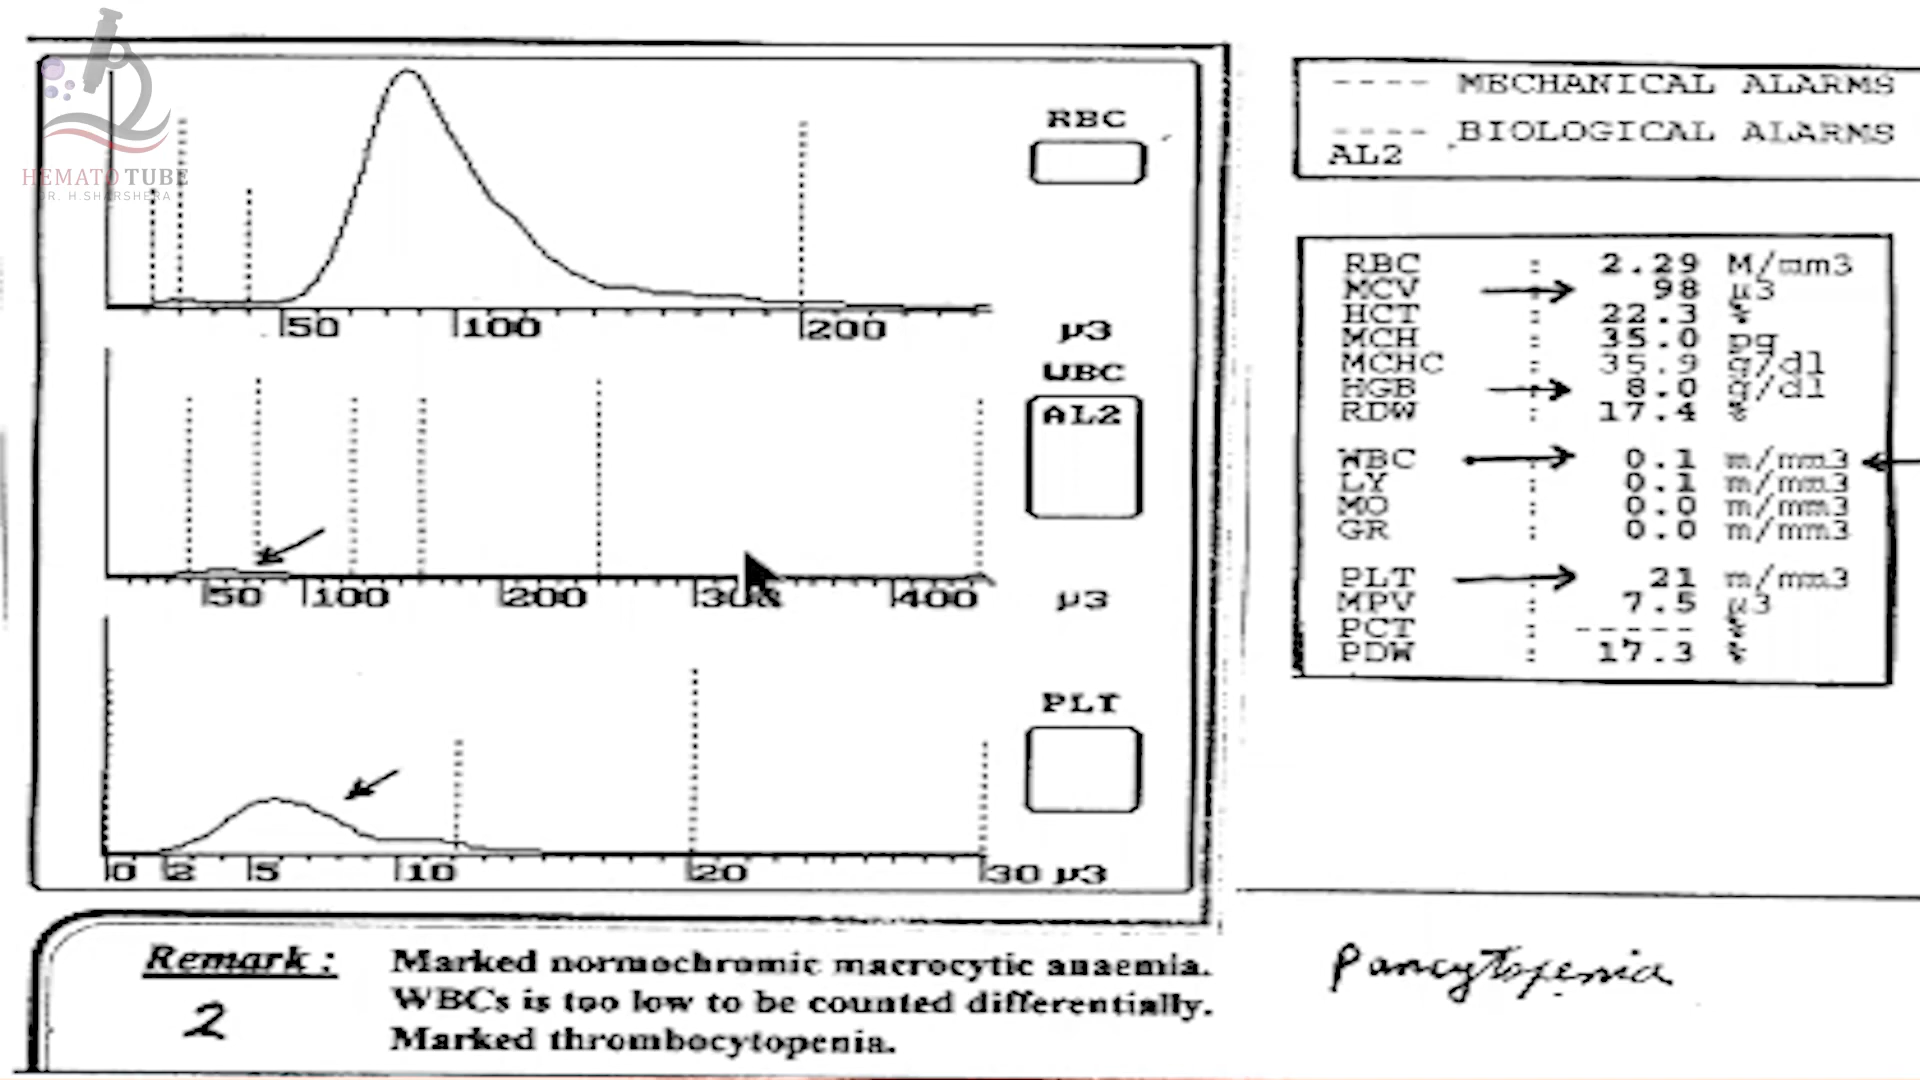 HEMATO TUBE
DR. H.SHARSHERA
RBC
50 100 200 µ3
WBC
AL2
50 100 200 300 400 µ3
PLT
0 2 5 10 20 30 µ3
---- MECHANICAL ALARMS
---- BIOLOGICAL ALARMS
AL2
RBC : 2.29 M/mm3
MCV : 98 µ3
HCT : 22.3 %
MCH : 35.0 pg
MCHC : 35.9 g/dl
HGB : 8.0 g/dl
RDW : 17.4 %
WBC : 0.1 m/mm3
LY : 0.1 m/mm3
MO : 0.0 m/mm3
GR : 0.0 m/mm3
PLT : 21 m/mm3
MPV : 7.5 µ3
PCT : ----- %
PDW : 17.3 %
Remark : Marked normochromic macrocytic anaemia.
2 WBCs is too low to be counted differentially.
Marked thrombocytopenia.
Pancytopenia